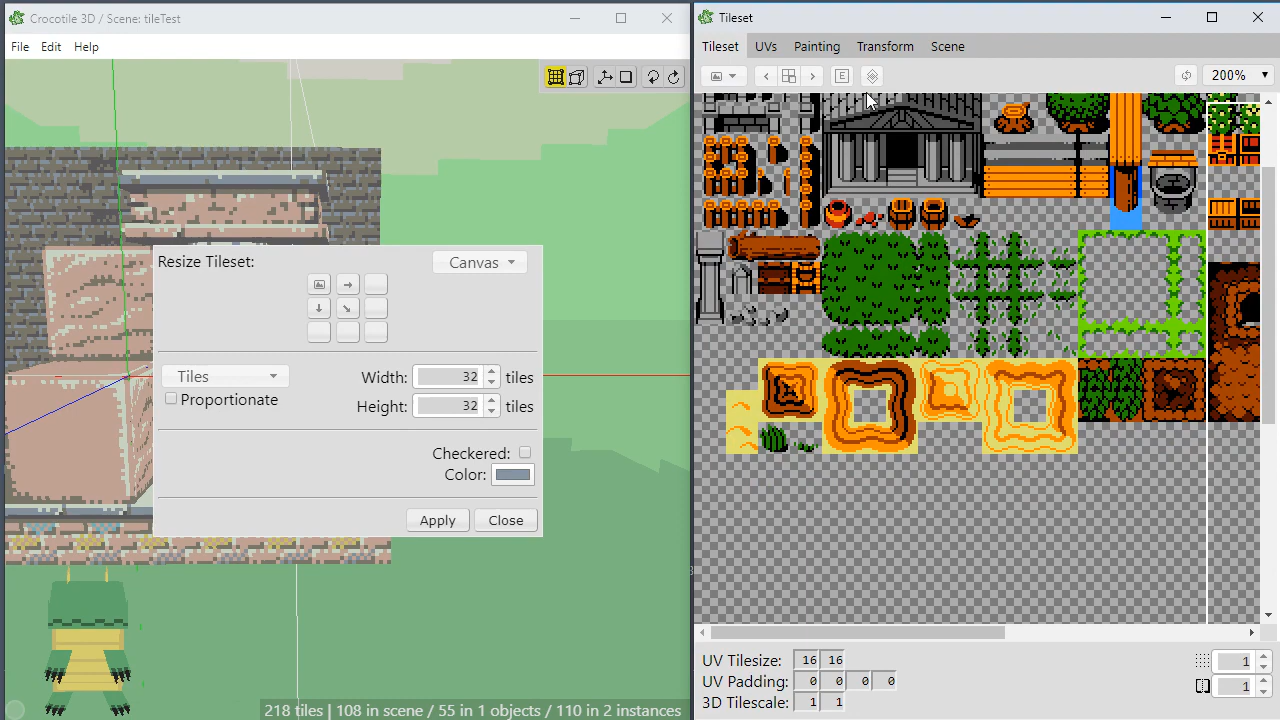 Crocotile 3D / Scene: tileTest
File Edit Help
Resize Tileset:
Canvas
Tiles
Proportionate
Width: 32 tiles
Height: 32 tiles
Checkered:
Color:
Apply Close
218 tiles | 108 in scene / 55 in 1 objects / 110 in 2 instances
Tileset
Tileset UVs Painting Transform Scene
E
200%
UV Tilesize: 16 16
1
UV Padding: 0 0 0 0
1
3D Tilescale: 1 1